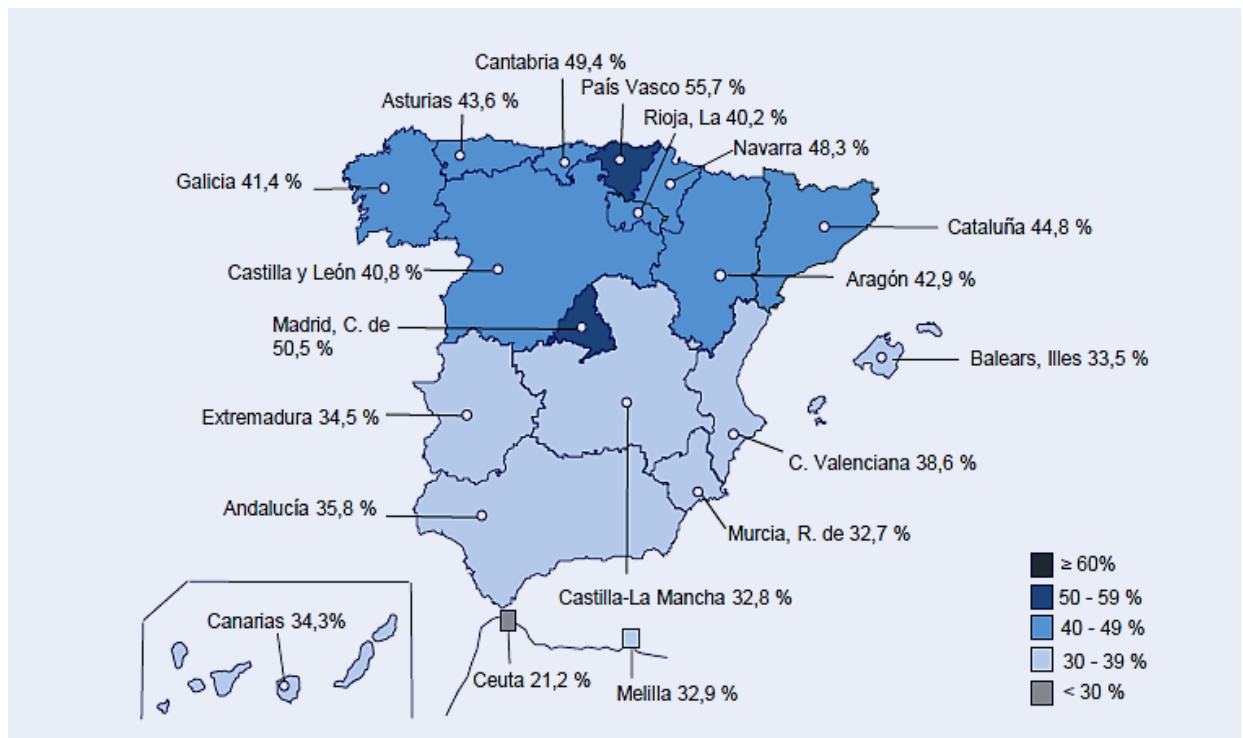 Cantabria 49,4 %
País Vasco 55,7 %
Asturias 43,6 %
Rioja, La 40,2 %
Navarra 48,3 %
Galicia 41,4 %
Cataluña 44,8 %
Castilla y León 40,8 %
Aragón 42,9 %
Madrid, C. de
50,5 %
Balears, Illes 33,5 %
Extremadura 34,5 %
C. Valenciana 38,6 %
Andalucía 35,8 %
Murcia, R. de 32,7 %
Castilla-La Mancha 32,8 %
Canarias 34,3%
Ceuta 21,2 %
Melilla 32,9 %
≥ 60%
50 - 59 %
40 - 49 %
30 - 39 %
< 30 %